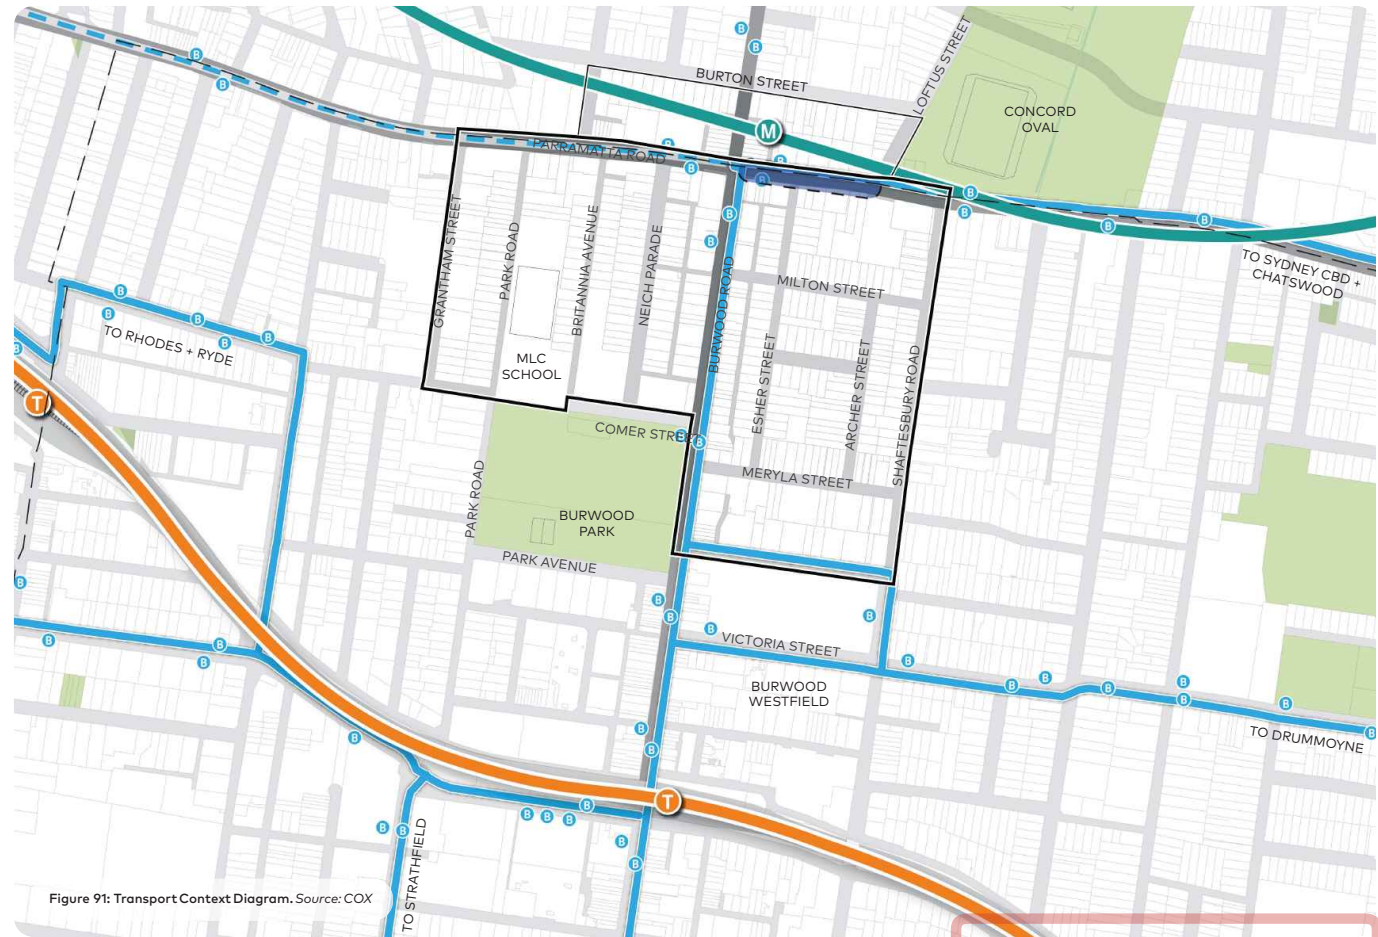 BURTON STREET
LOFTUS STREET
CONCORD
OVAL
M
PARRAMATTA ROAD
GRANTHAM STREET
PARK ROAD
BRITANNIA AVENUE
NEICH PARADE
BURWOOD ROAD
MILTON STREET
ESHER STREET
ARCHER STREET
SHAFTESBURY ROAD
TO SYDNEY CBD +
CHATSWOOD
TO RHODES + RYDE
MLC
SCHOOL
T
COMER STREET
MERYLA STREET
PARK ROAD
BURWOOD
PARK
PARK AVENUE
VICTORIA STREET
BURWOOD
WESTFIELD
TO DRUMMOYNE
T
TO STRATHFIELD
Figure 91: Transport Context Diagram. Source: COX